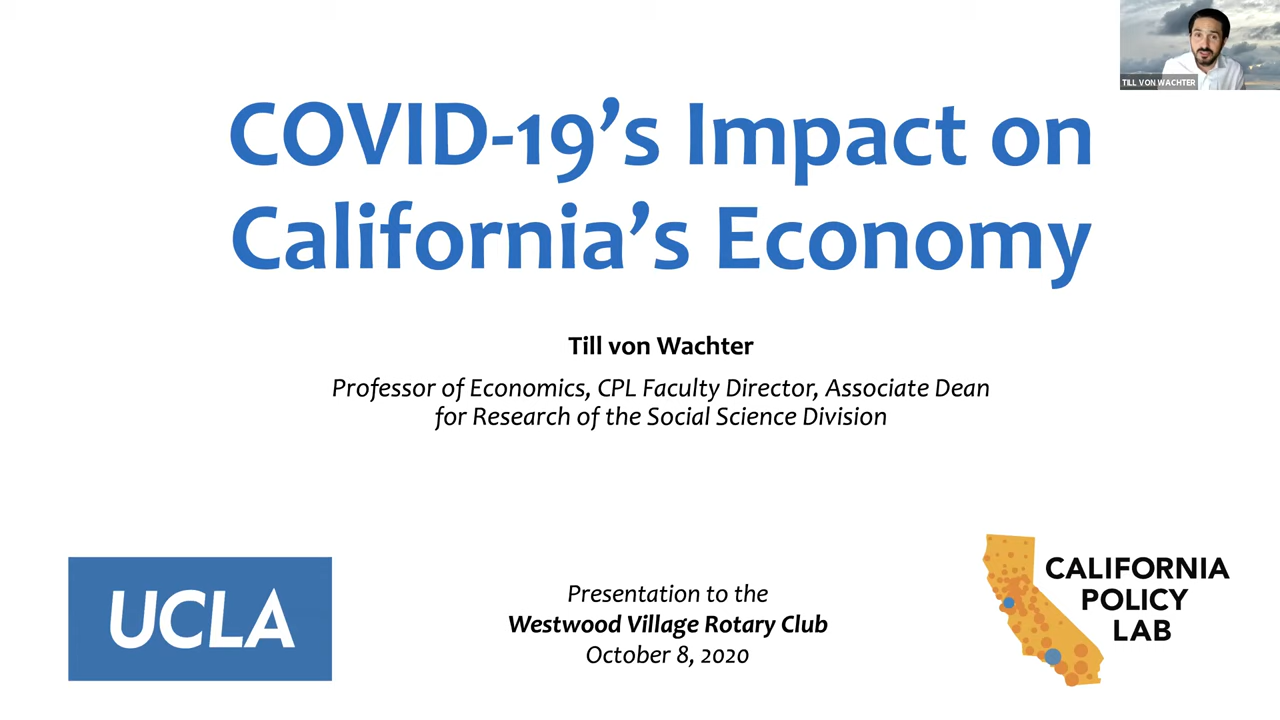 TILL VON WACHTER
COVID-19’s Impact on
California’s Economy
Till von Wachter
Professor of Economics, CPL Faculty Director, Associate Dean
for Research of the Social Science Division
UCLA
Presentation to the
Westwood Village Rotary Club
October 8, 2020
CALIFORNIA
POLICY
LAB